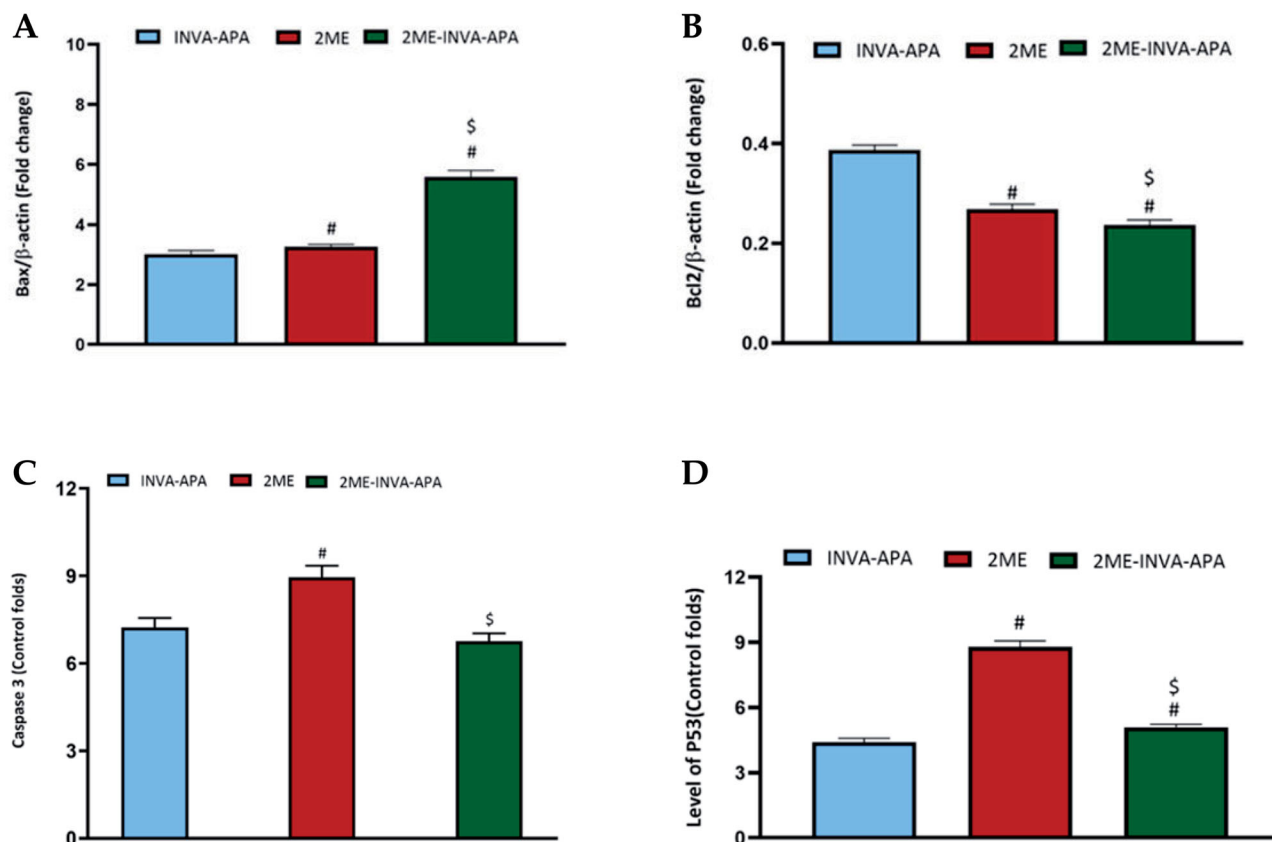 A
INVA-APA 2ME 2ME-INVA-APA
Bax/β-actin (Fold change)
10
8
6
4
2
0
#
$
#
B
INVA-APA 2ME 2ME-INVA-APA
Bcl2/β-actin (Fold change)
0.6
0.4
0.2
0.0
#
$
#
C
INVA-APA 2ME 2ME-INVA-APA
Caspase 3 (Control folds)
12
9
6
3
0
#
$
D
INVA-APA 2ME 2ME-INVA-APA
Level of P53(Control folds)
12
9
6
3
0
#
$
#